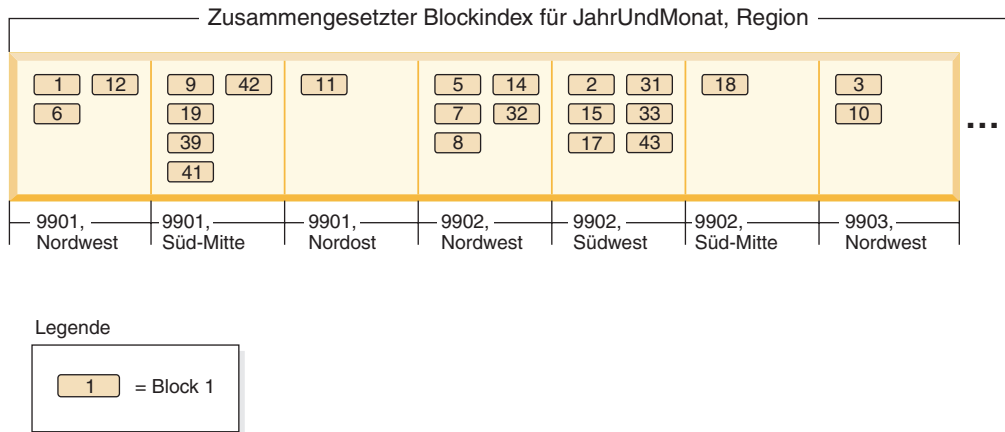 Zusammengesetzter Blockindex für JahrUndMonat, Region
1 12
6
9 42
19
39
41
11
5 14
7 32
8
2 31
15 33
17 43
18
3
10
...
9901,
Nordwest
9901,
Süd-Mitte
9901,
Nordost
9902,
Nordwest
9902,
Südwest
9902,
Süd-Mitte
9903,
Nordwest
Legende
1 = Block 1